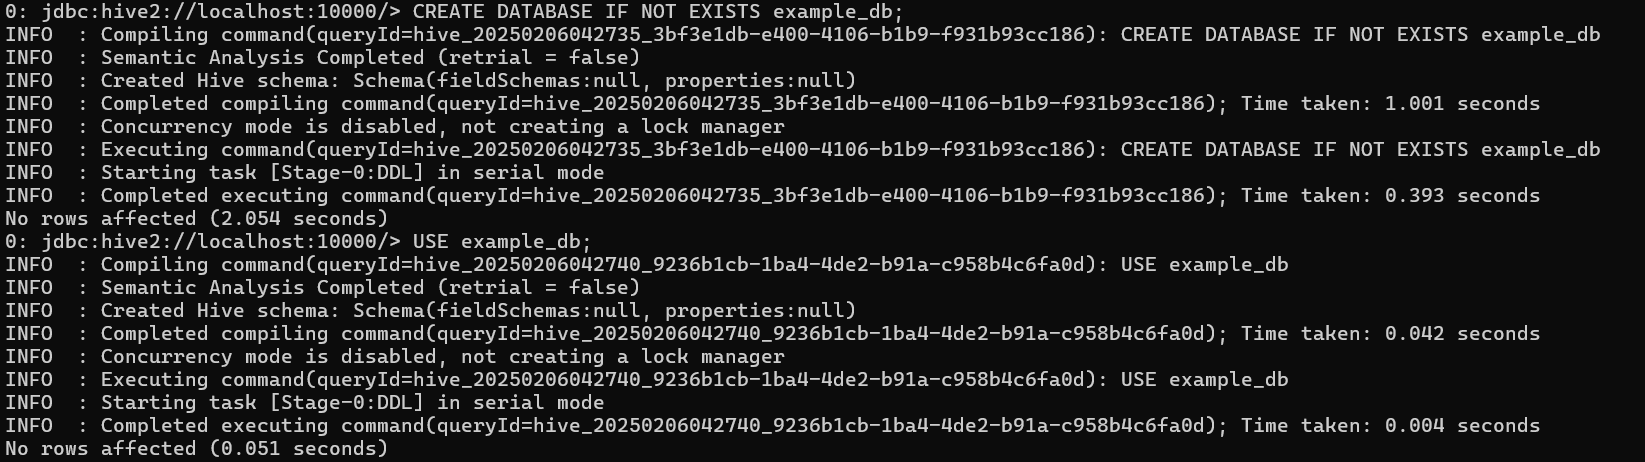 0: jdbc:hive2://localhost:10000/> CREATE DATABASE IF NOT EXISTS example_db;
INFO  : Compiling command(queryId=hive_20250206042735_3bf3e1db-e400-4106-b1b9-f931b93cc186): CREATE DATABASE IF NOT EXISTS example_db
INFO  : Semantic Analysis Completed (retrial = false)
INFO  : Created Hive schema: Schema(fieldSchemas:null, properties:null)
INFO  : Completed compiling command(queryId=hive_20250206042735_3bf3e1db-e400-4106-b1b9-f931b93cc186); Time taken: 1.001 seconds
INFO  : Concurrency mode is disabled, not creating a lock manager
INFO  : Executing command(queryId=hive_20250206042735_3bf3e1db-e400-4106-b1b9-f931b93cc186): CREATE DATABASE IF NOT EXISTS example_db
INFO  : Starting task [Stage-0:DDL] in serial mode
INFO  : Completed executing command(queryId=hive_20250206042735_3bf3e1db-e400-4106-b1b9-f931b93cc186); Time taken: 0.393 seconds
No rows affected (2.054 seconds)
0: jdbc:hive2://localhost:10000/> USE example_db;
INFO  : Compiling command(queryId=hive_20250206042740_9236b1cb-1ba4-4de2-b91a-c958b4c6fa0d): USE example_db
INFO  : Semantic Analysis Completed (retrial = false)
INFO  : Created Hive schema: Schema(fieldSchemas:null, properties:null)
INFO  : Completed compiling command(queryId=hive_20250206042740_9236b1cb-1ba4-4de2-b91a-c958b4c6fa0d); Time taken: 0.042 seconds
INFO  : Concurrency mode is disabled, not creating a lock manager
INFO  : Executing command(queryId=hive_20250206042740_9236b1cb-1ba4-4de2-b91a-c958b4c6fa0d): USE example_db
INFO  : Starting task [Stage-0:DDL] in serial mode
INFO  : Completed executing command(queryId=hive_20250206042740_9236b1cb-1ba4-4de2-b91a-c958b4c6fa0d); Time taken: 0.004 seconds
No rows affected (0.051 seconds)